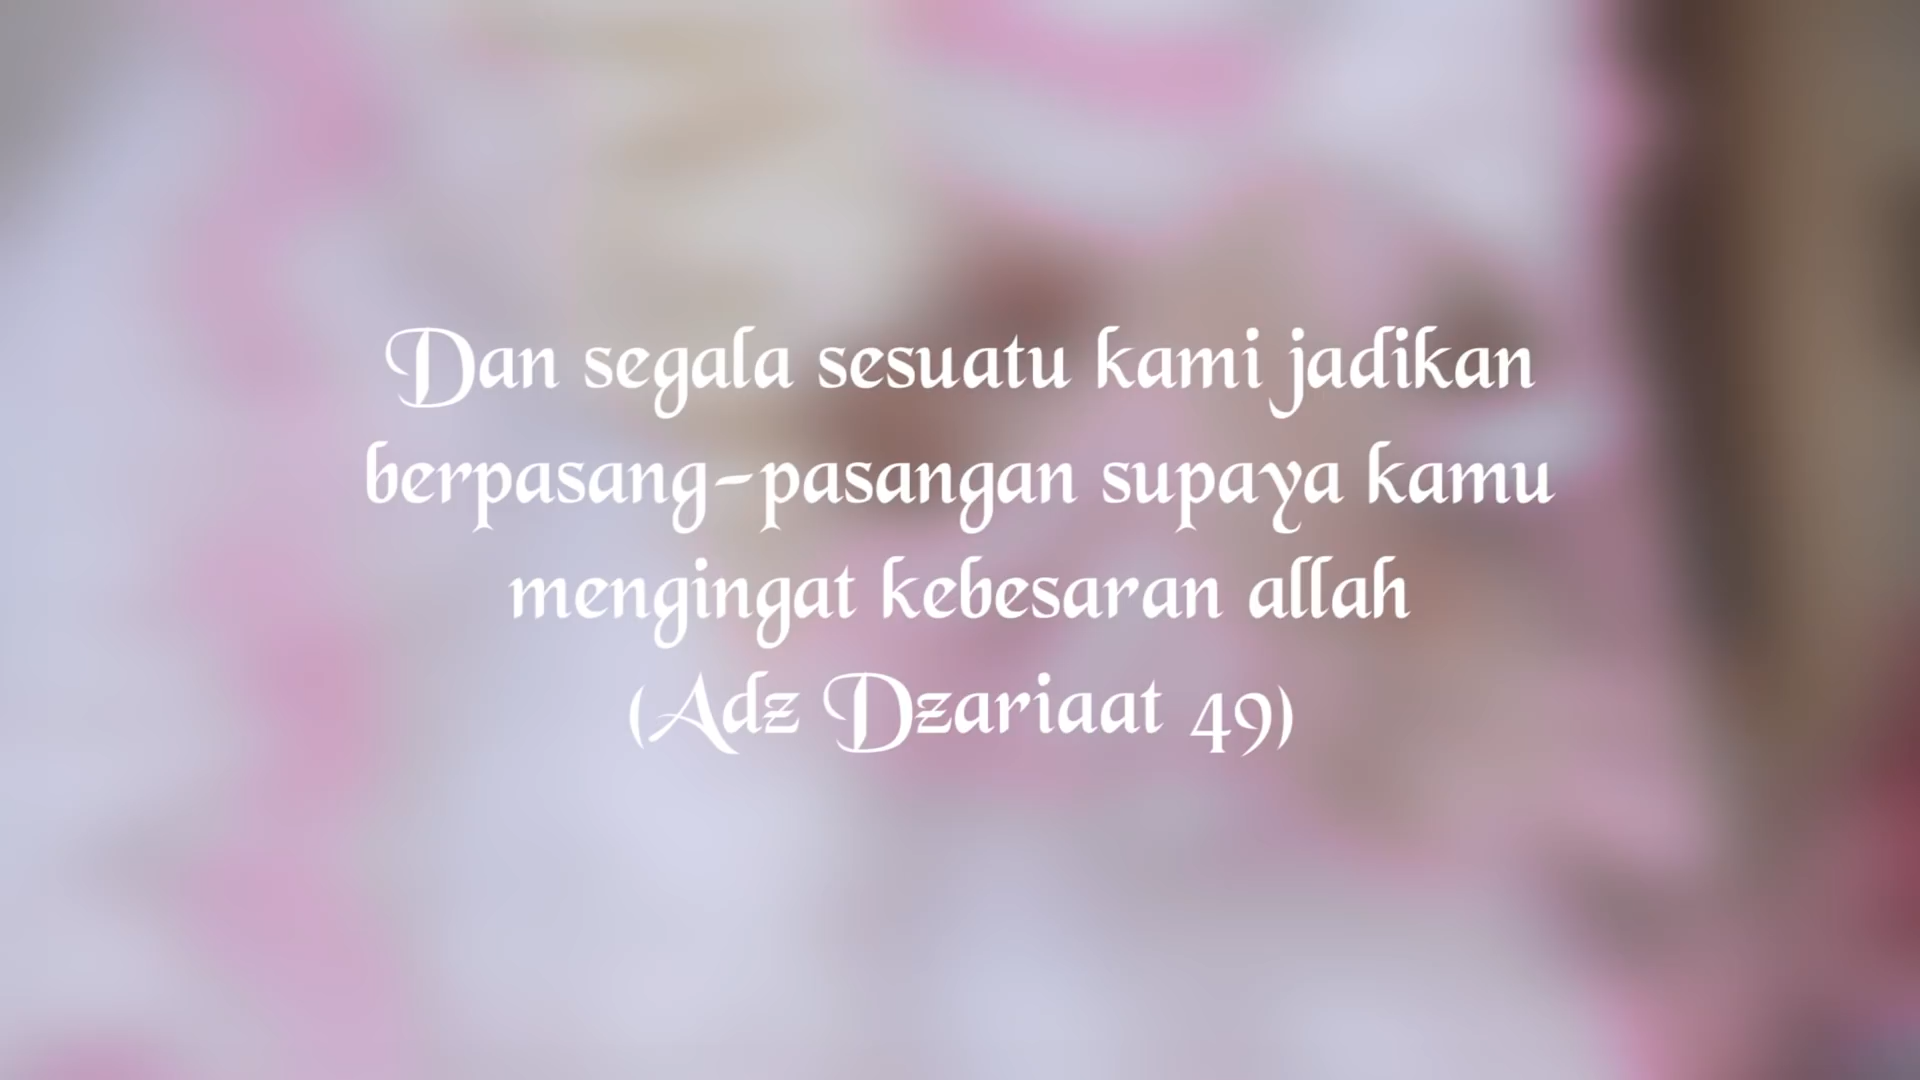 Dan segala sesuatu kami jadikan
berpasang-pasangan supaya kamu
mengingat kebesaran allah
(Adz Dzariaat 49)